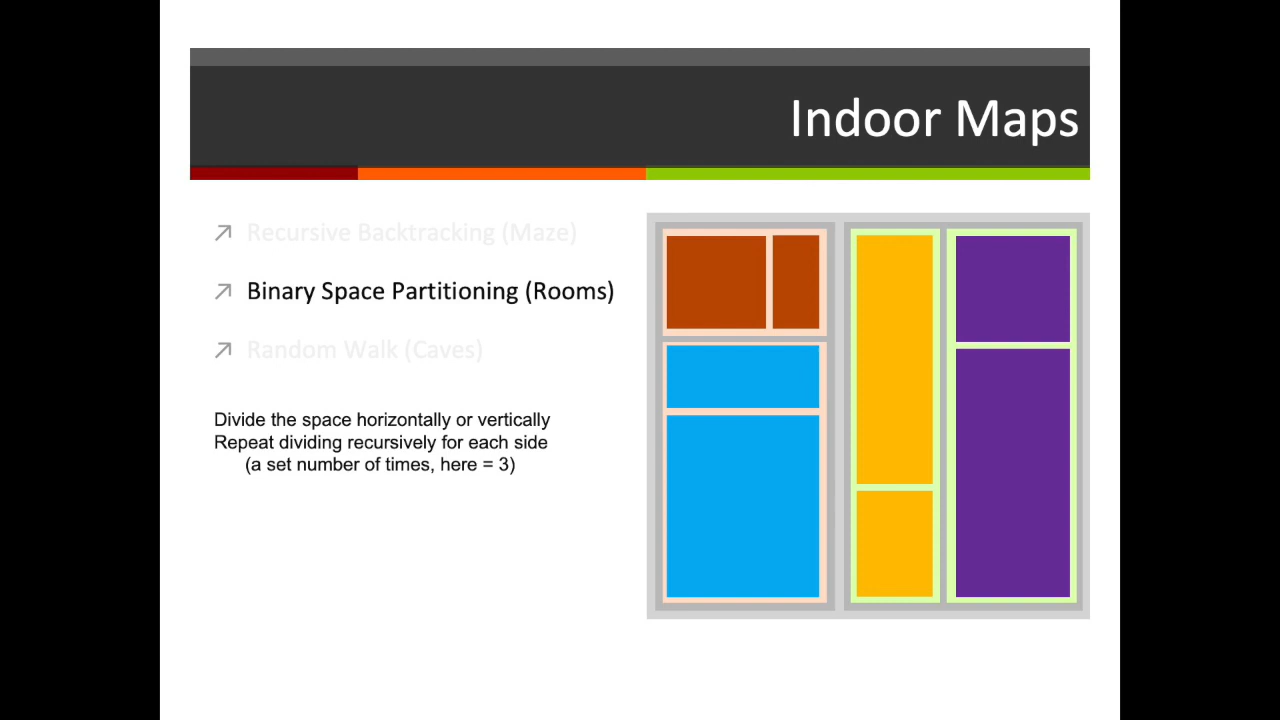 Indoor Maps
Recursive Backtracking (Maze)
Binary Space Partitioning (Rooms)
Random Walk (Caves)
Divide the space horizontally or vertically
Repeat dividing recursively for each side
(a set number of times, here = 3)